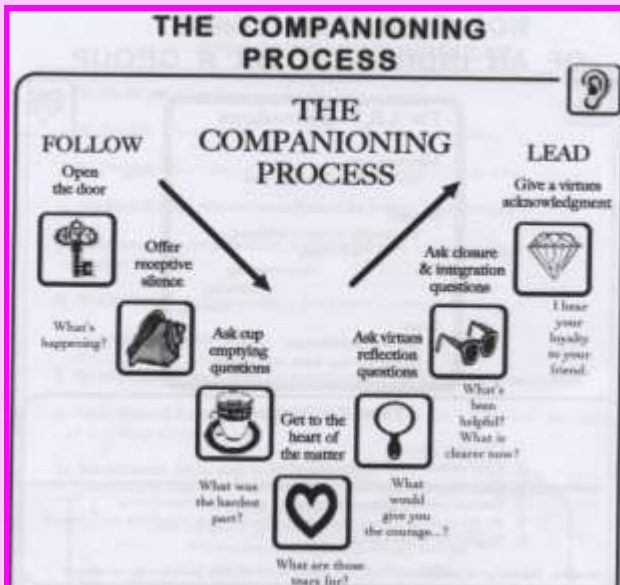 THE COMPANIONING
PROCESS
THE
COMPANIONING
PROCESS
FOLLOW
Open
the door
What's
happening?
Offer
receptive
silence
Ask cup
emptying
questions
What was
the hardest
part?
Get to the
heart of
the matter
What are those
tears for?
Ask virtues
reflection
questions
What
would
give you
the courage...?
Ask closure
& integration
questions
What's
been
helpful?
What is
clearer now?
LEAD
Give a virtues
acknowledgment
I hear
your
loyalty
to your
friend.